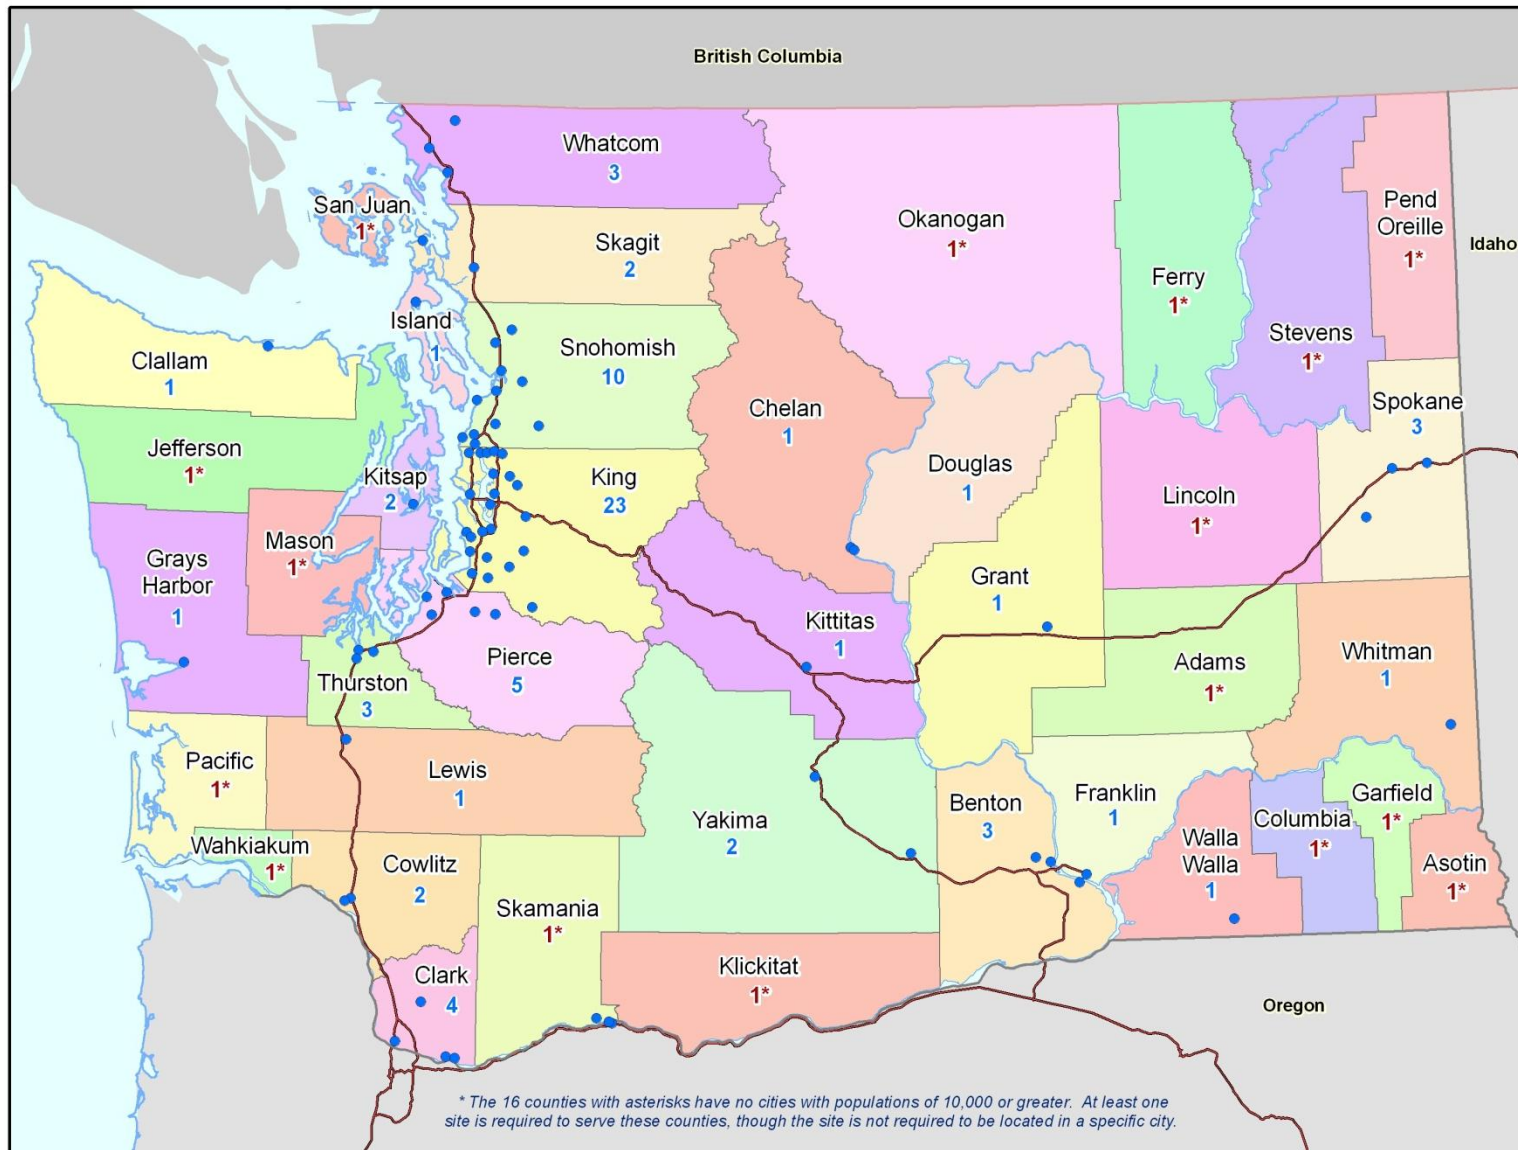 British Columbia
Whatcom
3
San Juan
1*
Skagit
2
Okanogan
1*
Ferry
1*
Stevens
1*
Pend
Oreille
1*
Idaho
Island
1
Clallam
1
Snohomish
10
Chelan
1
Spokane
3
Jefferson
1*
Kitsap
2
King
23
Douglas
1
Lincoln
1*
Mason
1*
Grays
Harbor
1
Grant
1
Kittitas
1
Adams
1*
Whitman
1
Pierce
5
Thurston
3
Pacific
1*
Lewis
1
Yakima
2
Benton
3
Franklin
1
Walla
Walla
1
Columbia
1*
Garfield
1*
Asotin
1*
Wahkiakum
1*
Cowlitz
2
Skamania
1*
Klickitat
1*
Clark
4
Oregon
* The 16 counties with asterisks have no cities with populations of 10,000 or greater. At least one
site is required to serve these counties, though the site is not required to be located in a specific city.